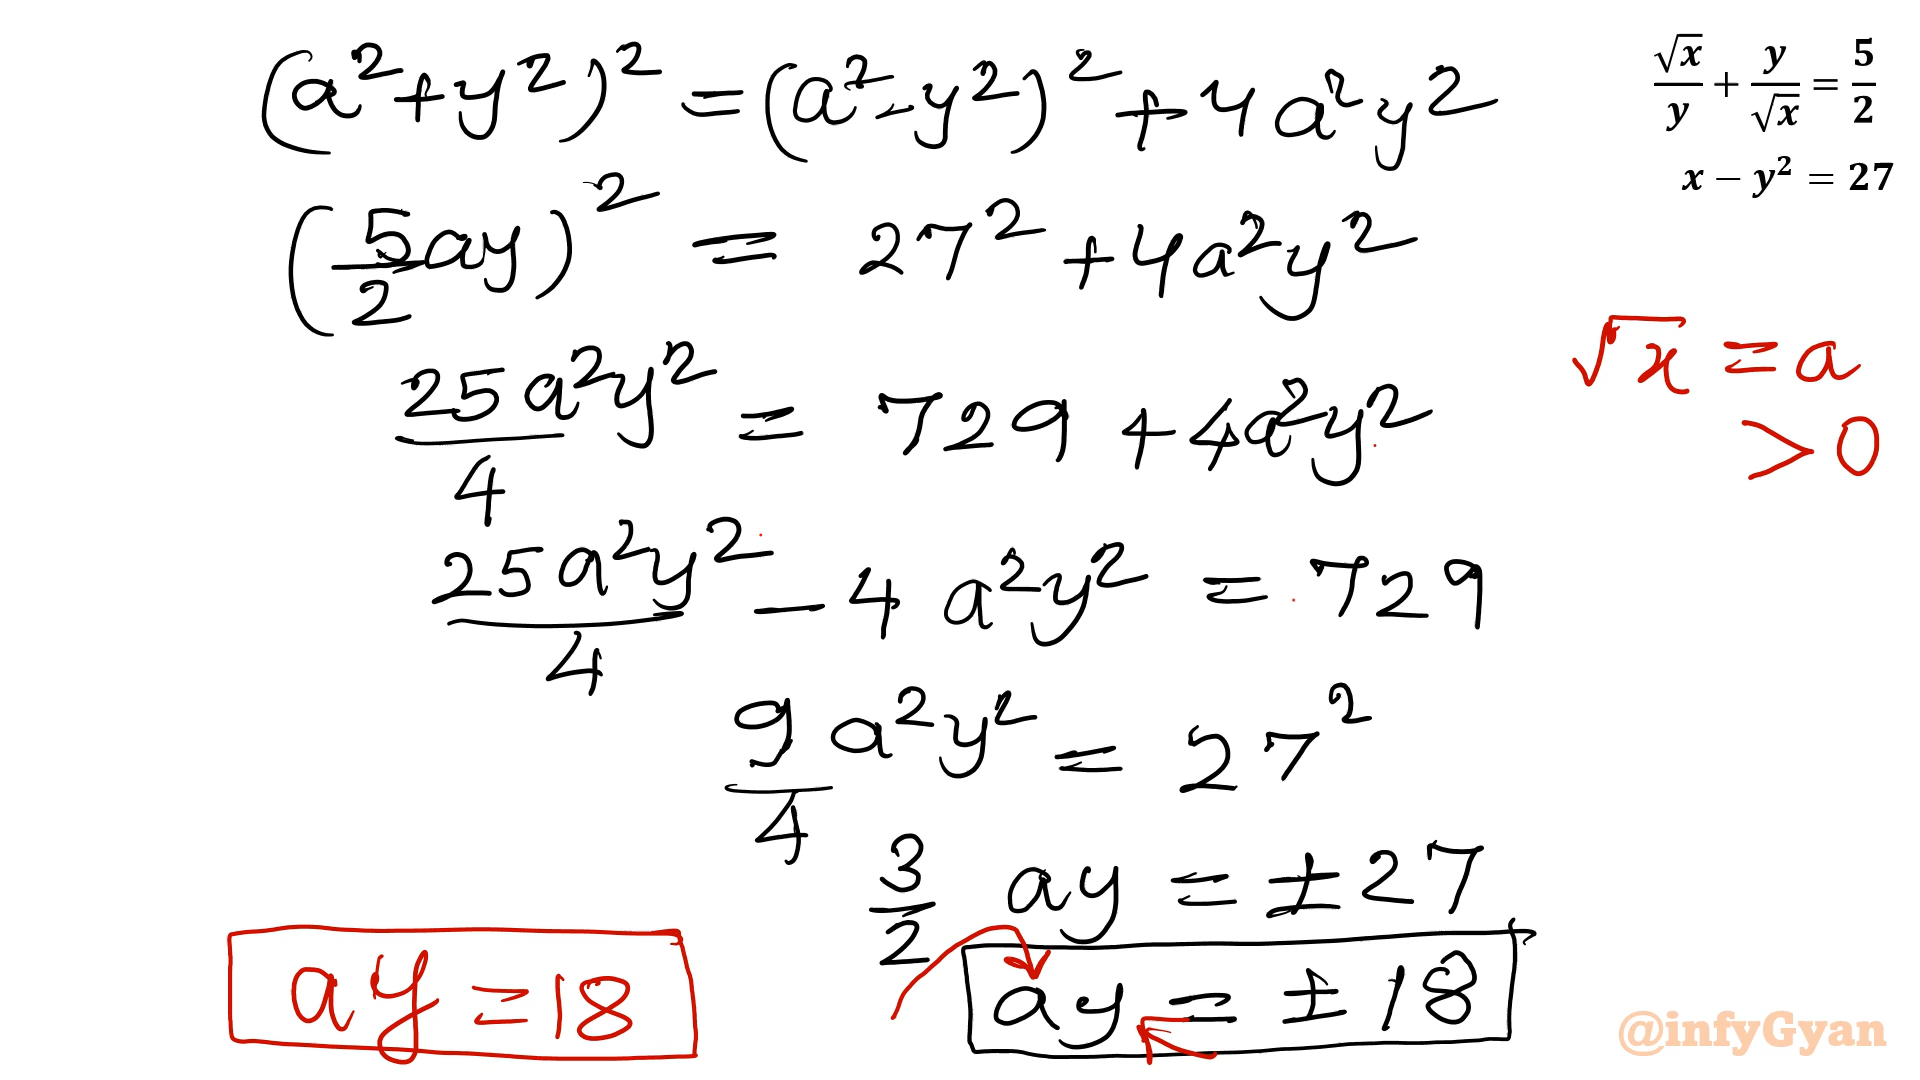 (a²+y²)² = (a²-y²)² + 4a²y²
√x/y + y/√x = 5/2
x − y² = 27
(5/2 ay)² = 27² + 4a²y²
√x = a
> 0
25a²y²/4 = 729 + 4a²y²
25a²y²/4 − 4a²y² = 729
9/4 a²y² = 27²
3/2 ay = ±27
ay = ±18
ay = 18
@infyGyan